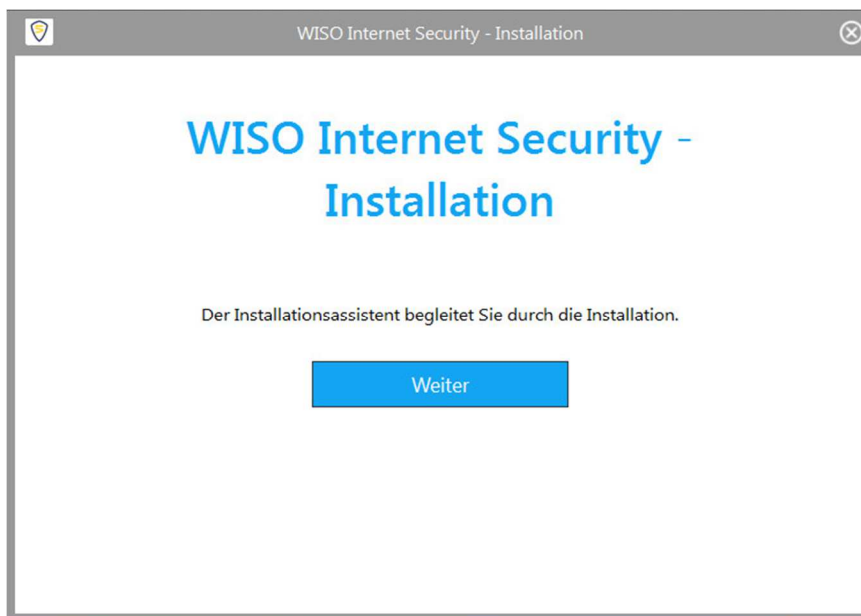 WISO Internet Security - Installation
WISO Internet Security -
Installation
Der Installationsassistent begleitet Sie durch die Installation.
Weiter